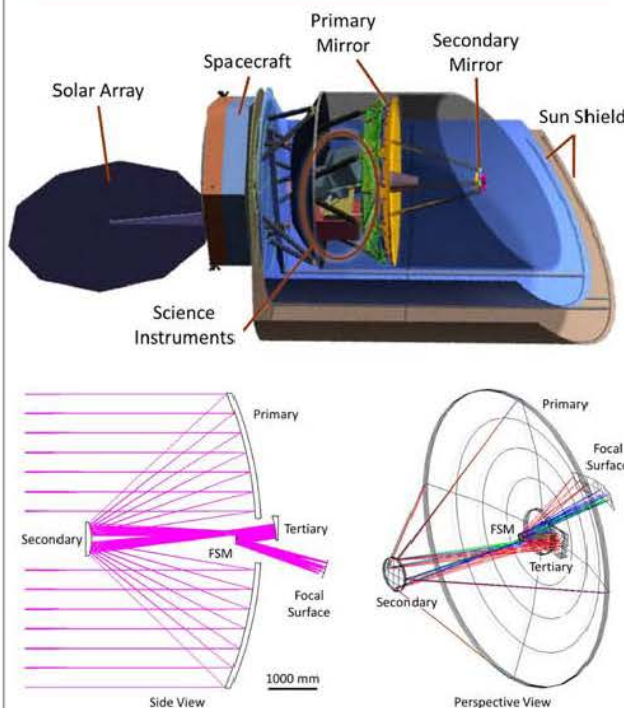 Primary
Mirror
Secondary
Mirror
Spacecraft
Solar Array
Sun Shield
Science
Instruments
Primary
Secondary
Tertiary
FSM
Focal
Surface
1000 mm
Side View
Primary
Focal
Surface
FSM
Tertiary
Secondary
Perspective View